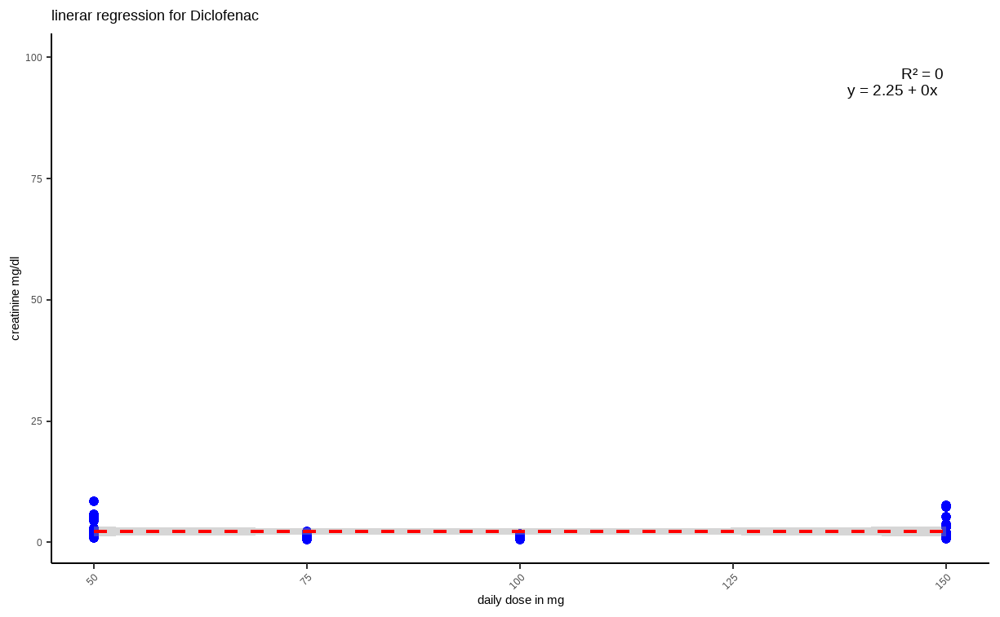 linerar regression for Diclofenac
100
R² = 0
y = 2.25 + 0x
75
creatinine mg/dl
50
25
0
50
75
100
125
150
daily dose in mg